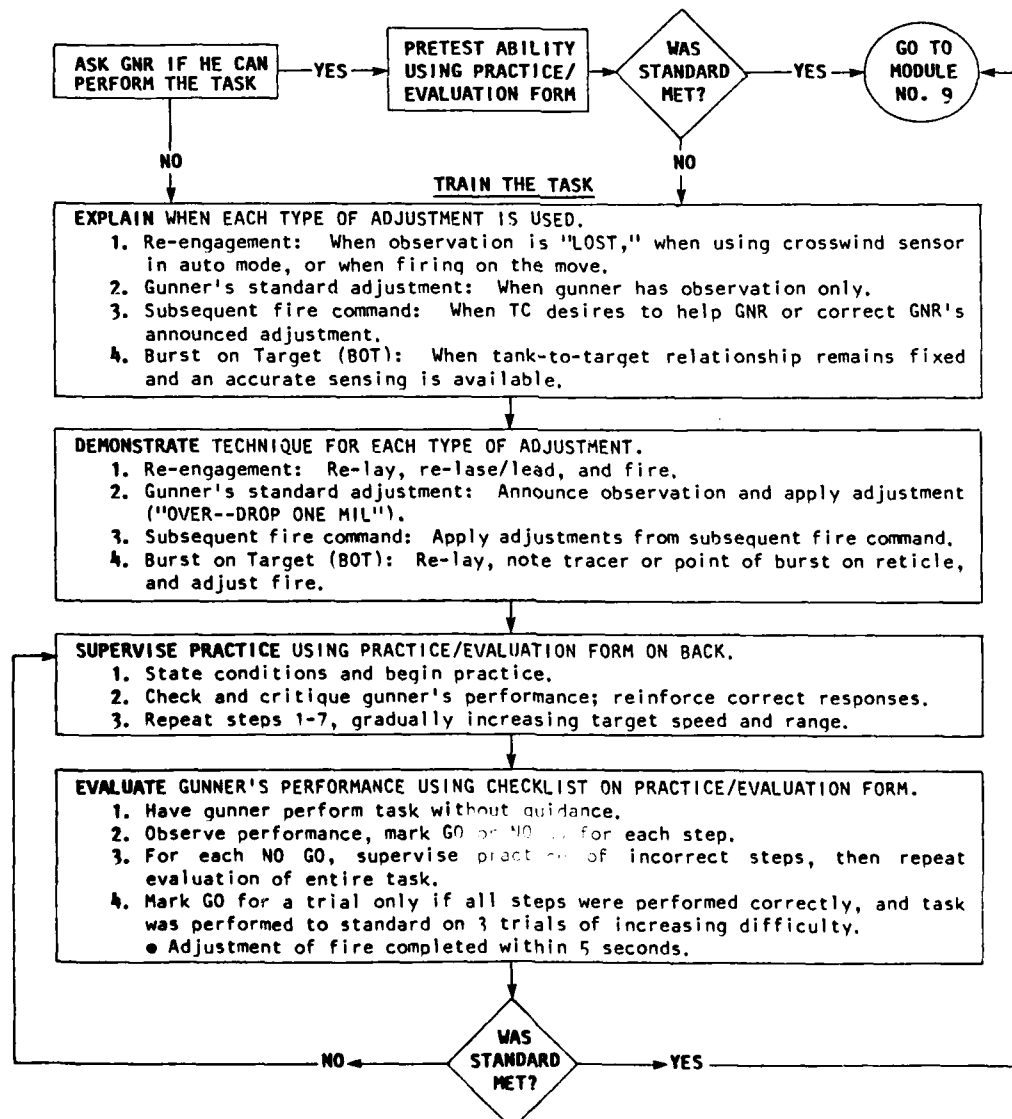 ASK GNR IF HE CAN
PERFORM THE TASK
YES
PRETEST ABILITY
USING PRACTICE/
EVALUATION FORM
WAS
STANDARD
MET?
YES
GO TO
MODULE
NO. 9
NO
NO
TRAIN THE TASK
EXPLAIN WHEN EACH TYPE OF ADJUSTMENT IS USED.
1. Re-engagement: When observation is "LOST," when using crosswind sensor
in auto mode, or when firing on the move.
2. Gunner's standard adjustment: When gunner has observation only.
3. Subsequent fire command: When TC desires to help GNR or correct GNR's
announced adjustment.
4. Burst on Target (BOT): When tank-to-target relationship remains fixed
and an accurate sensing is available.
DEMONSTRATE TECHNIQUE FOR EACH TYPE OF ADJUSTMENT.
1. Re-engagement: Re-lay, re-lase/lead, and fire.
2. Gunner's standard adjustment: Announce observation and apply adjustment
("OVER--DROP ONE MIL").
3. Subsequent fire command: Apply adjustments from subsequent fire command.
4. Burst on Target (BOT): Re-lay, note tracer or point of burst on reticle,
and adjust fire.
SUPERVISE PRACTICE USING PRACTICE/EVALUATION FORM ON BACK.
1. State conditions and begin practice.
2. Check and critique gunner's performance; reinforce correct responses.
3. Repeat steps 1-7, gradually increasing target speed and range.
EVALUATE GUNNER'S PERFORMANCE USING CHECKLIST ON PRACTICE/EVALUATION FORM.
1. Have gunner perform task without guidance.
2. Observe performance, mark GO or NO for each step.
3. For each NO GO, supervise of incorrect steps, then repeat
evaluation of entire task.
4. Mark GO for a trial only if all steps were performed correctly, and task
was performed to standard on 3 trials of increasing difficulty.
• Adjustment of fire completed within 5 seconds.
NO
WAS
STANDARD
MET?
YES